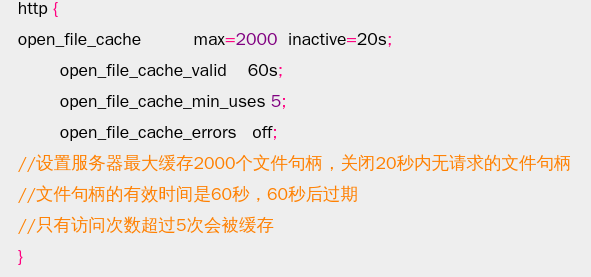 http {
open_file_cache max=2000 inactive=20s;
open_file_cache_valid 60s;
open_file_cache_min_uses 5;
open_file_cache_errors off;
//设置服务器最大缓存2000个文件句柄，关闭20秒内无请求的文件句柄
//文件句柄的有效时间是60秒，60秒后过期
//只有访问次数超过5次会被缓存
}